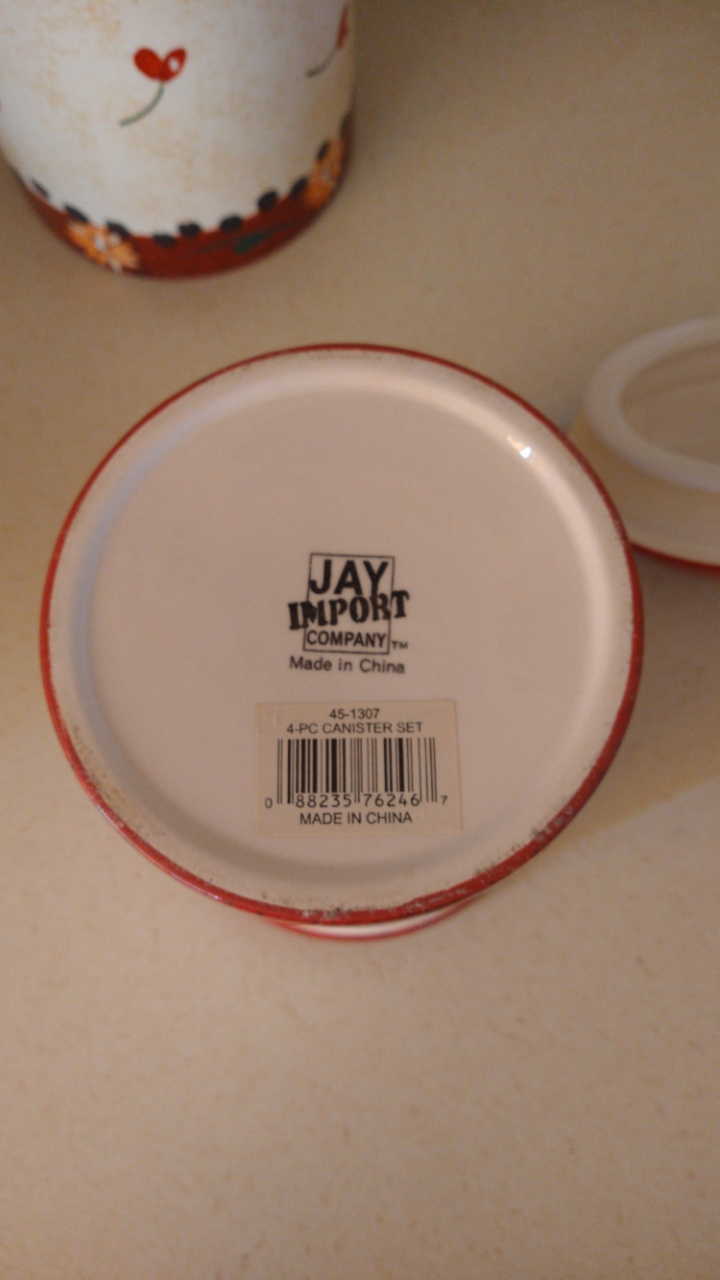 JAY
IMPORT
COMPANY™
Made in China
45-1307
4-PC CANISTER SET
0 88235 76246 7
MADE IN CHINA